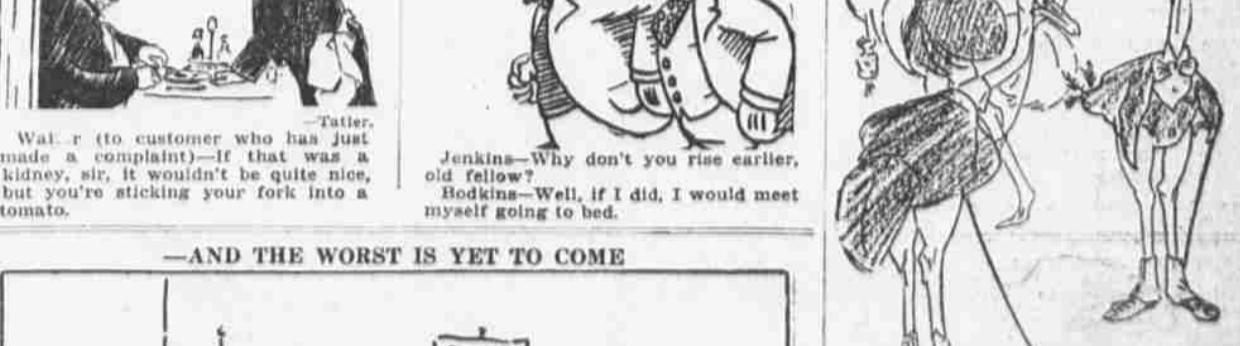 —Tatler.
(to customer who has just
made a complaint)—If that was a
kidney, sir, it wouldn't be quite nice,
but you're sticking your fork into a
tomato.
Jenkins—Why don't you rise earlier,
old fellow?
Bodkins—Well, if I did, I would meet
myself going to bed.
—AND THE WORST IS YET TO COME